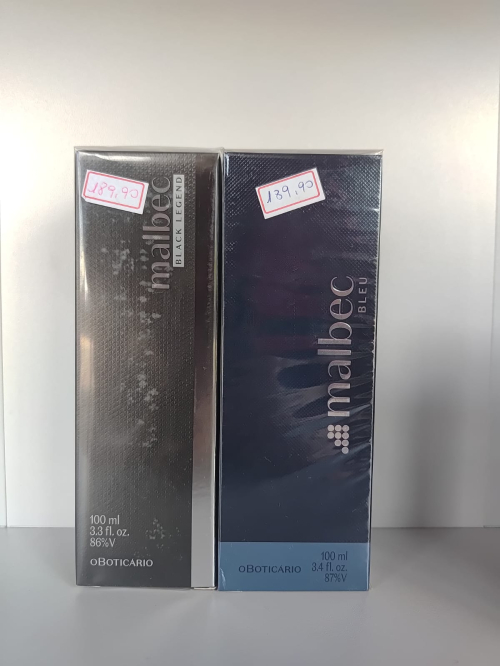 189,90
malbec
BLACK LEGEND
100 ml
3.3 fl. oz.
86%V
oBOTICARIO
139,90
malbec
BLEU
100 ml
3.4 fl. oz.
87%V
oBOTICARIO